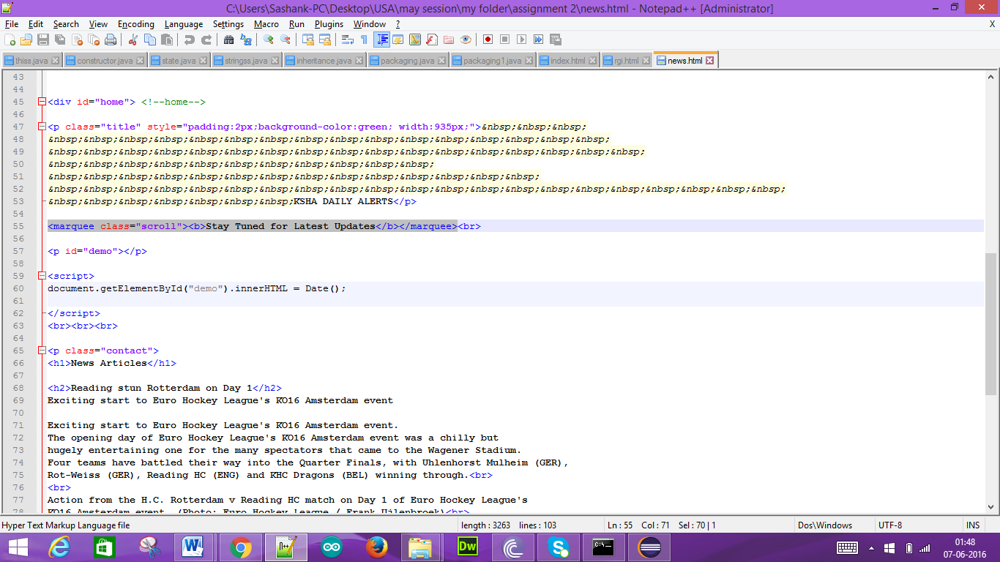 C:\Users\Sashank-PC\Desktop\USA\may session\my folder\assignment 2\news.html - Notepad++ [Administrator]
File Edit Search View Encoding Language Settings Macro Run Plugins Window ? X
thiss.java constructor.java state.java stringss.java inheritance.java packaging.java packaging1.java index.html rgi.html news.html
43
44
45 <div id="home"> <!--home-->
46
47 <p class="title" style="padding:2px;background-color:green; width:935px;">&nbsp;&nbsp;&nbsp;
48 &nbsp;&nbsp;&nbsp;&nbsp;&nbsp;&nbsp;&nbsp;&nbsp;&nbsp;&nbsp;&nbsp;&nbsp;&nbsp;&nbsp;&nbsp;&nbsp;
49 &nbsp;&nbsp;&nbsp;&nbsp;&nbsp;&nbsp;&nbsp;&nbsp;&nbsp;&nbsp;&nbsp;&nbsp;&nbsp;&nbsp;&nbsp;&nbsp;&nbsp;
50 &nbsp;&nbsp;&nbsp;&nbsp;&nbsp;&nbsp;&nbsp;&nbsp;&nbsp;&nbsp;&nbsp;
51 &nbsp;&nbsp;&nbsp;&nbsp;&nbsp;&nbsp;&nbsp;&nbsp;&nbsp;&nbsp;&nbsp;&nbsp;&nbsp;&nbsp;
52 &nbsp;&nbsp;&nbsp;&nbsp;&nbsp;&nbsp;&nbsp;&nbsp;&nbsp;&nbsp;&nbsp;&nbsp;&nbsp;&nbsp;&nbsp;&nbsp;&nbsp;&nbsp;&nbsp;&nbsp;&nbsp;
53 &nbsp;&nbsp;&nbsp;&nbsp;&nbsp;&nbsp;&nbsp;KSHA DAILY ALERTS</p>
54
55 <marquee class="scroll"><b>Stay Tuned for Latest Updates</b></marquee><br>
56
57 <p id="demo"></p>
58
59 <script>
60 document.getElementById("demo").innerHTML = Date();
61
62 </script>
63 <br><br><br>
64
65 <p class="contact">
66 <h1>News Articles</h1>
67
68 <h2>Reading stun Rotterdam on Day 1</h2>
69 Exciting start to Euro Hockey League's KO16 Amsterdam event
70
71 Exciting start to Euro Hockey League's KO16 Amsterdam event.
72 The opening day of Euro Hockey League's KO16 Amsterdam event was a chilly but
73 hugely entertaining one for the many spectators that came to the Wagener Stadium.
74 Four teams have battled their way into the Quarter Finals, with Uhlenhorst Mulheim (GER),
75 Rot-Weiss (GER), Reading HC (ENG) and KHC Dragons (BEL) winning through.<br>
76 <br>
77 Action from the H.C. Rotterdam v Reading HC match on Day 1 of Euro Hockey League's
78 KO16 Amsterdam event. (Photo: Euro Hockey League / Frank Uijlenbroek)<br>
Hyper Text Markup Language file length : 3263 lines : 103 Ln : 55 Col : 71 Sel : 70 | 1 Dos\Windows UTF-8 INS
01:48
07-06-2016